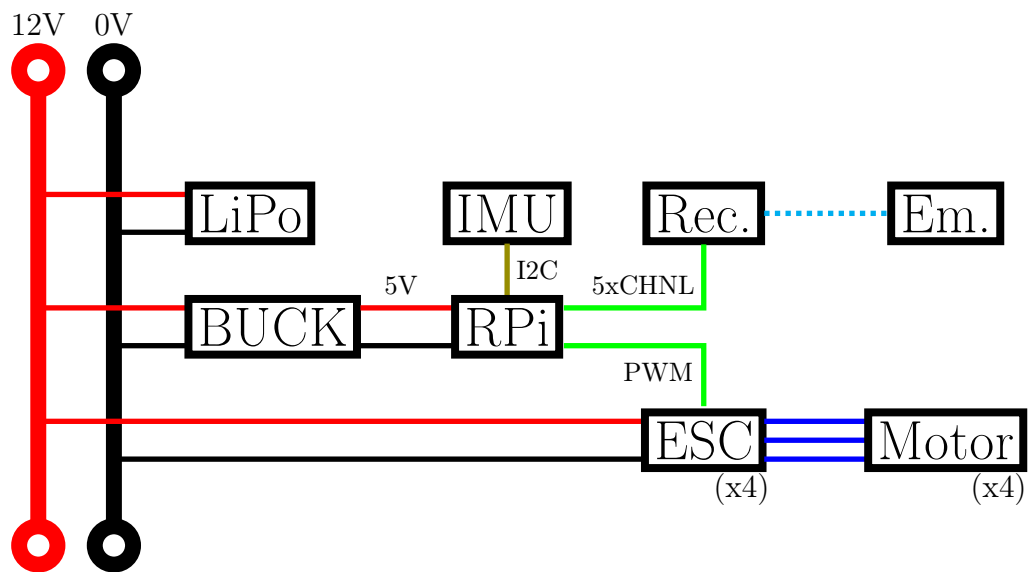 12V 0V
LiPo IMU Rec. Em.
I2C
5V 5xCHNL
BUCK RPi
PWM
ESC Motor
(x4) (x4)